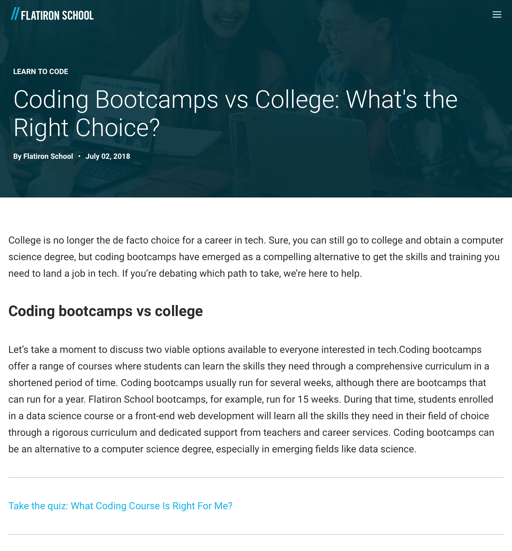 FLATIRON SCHOOL
LEARN TO CODE
Coding Bootcamps vs College: What's the
Right Choice?
By Flatiron School • July 02, 2018
College is no longer the de facto choice for a career in tech. Sure, you can still go to college and obtain a computer
science degree, but coding bootcamps have emerged as a compelling alternative to get the skills and training you
need to land a job in tech. If you're debating which path to take, we're here to help.
Coding bootcamps vs college
Let's take a moment to discuss two viable options available to everyone interested in tech.Coding bootcamps
offer a range of courses where students can learn the skills they need through a comprehensive curriculum in a
shortened period of time. Coding bootcamps usually run for several weeks, although there are bootcamps that
can run for a year. Flatiron School bootcamps, for example, run for 15 weeks. During that time, students enrolled
in a data science course or a front-end web development will learn all the skills they need in their field of choice
through a rigorous curriculum and dedicated support from teachers and career services. Coding bootcamps can
be an alternative to a computer science degree, especially in emerging fields like data science.
Take the quiz: What Coding Course Is Right For Me?